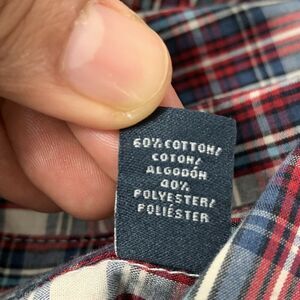 60% COTTON/
COTON/
ALGODÓN
40%
POLYESTER/
POLIÉSTER